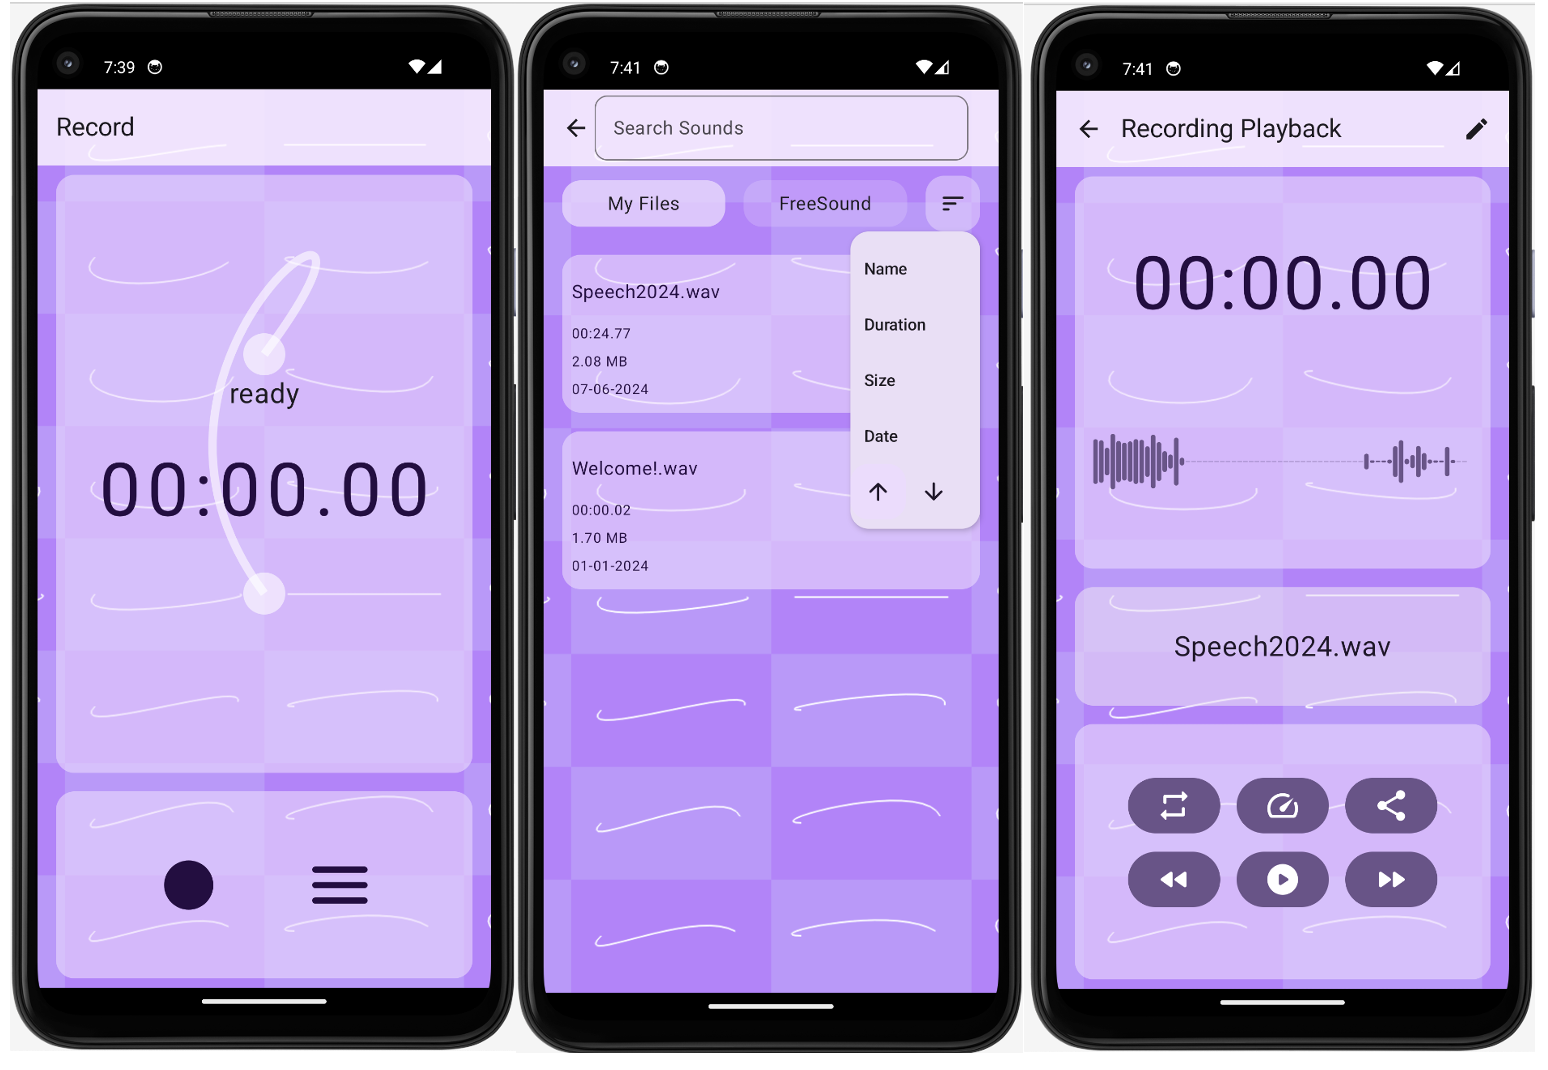 7:39
Record
ready
00:00.00
7:41
Search Sounds
My Files
FreeSound
Name
Duration
Size
Date
Speech2024.wav
00:24.77
2.08 MB
07-06-2024
Welcome!.wav
00:00.02
1.70 MB
01-01-2024
7:41
Recording Playback
00:00.00
Speech2024.wav